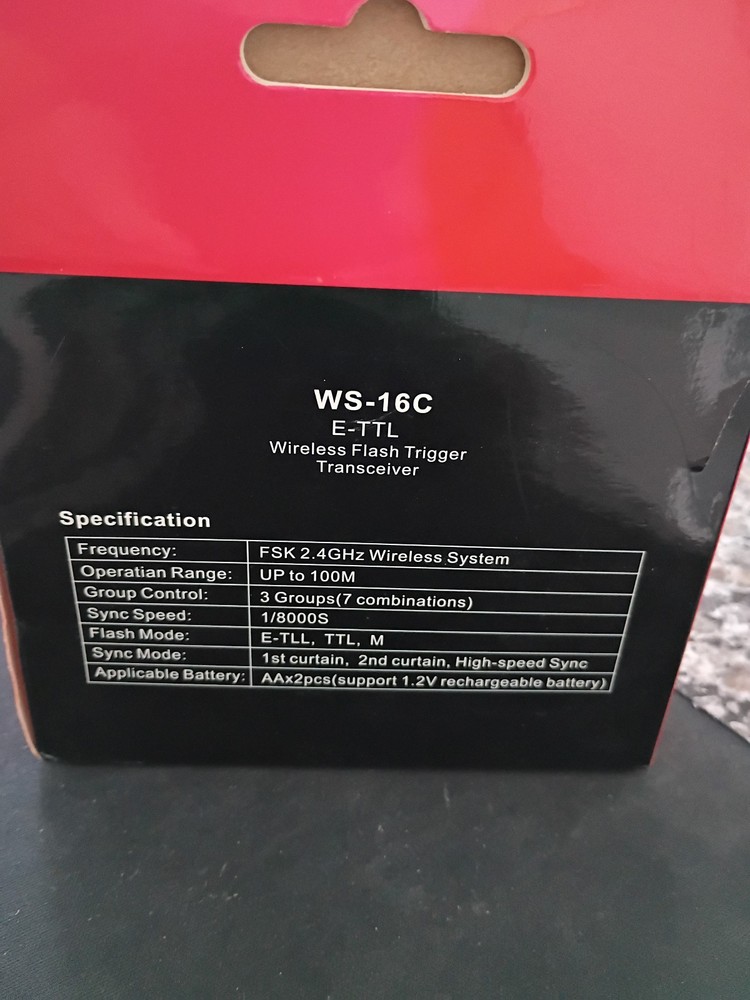 WS-16C
E-TTL
Wireless Flash Trigger
Transceiver
Specification
Frequency: FSK 2.4GHz Wireless System
Operatian Range: UP to 100M
Group Control: 3 Groups(7 combinations)
Sync Speed: 1/8000S
Flash Mode: E-TLL, TTL, M
Sync Mode: 1st curtain, 2nd curtain, High-speed Sync
Applicable Battery: AAx2pcs(support 1.2V rechargeable battery)